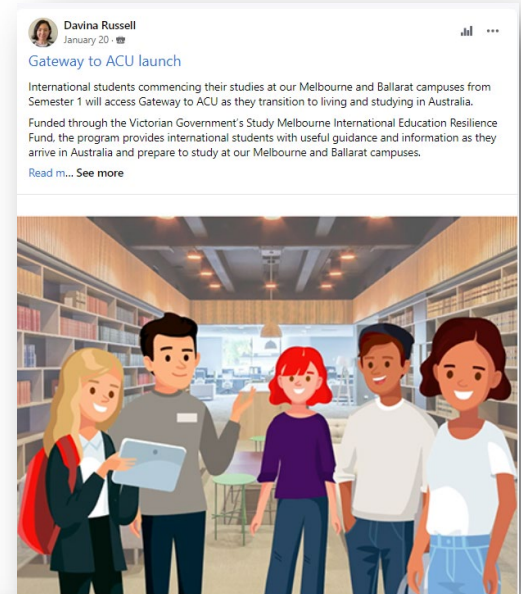 Davina Russell
January 20 ·
Gateway to ACU launch
International students commencing their studies at our Melbourne and Ballarat campuses from
Semester 1 will access Gateway to ACU as they transition to living and studying in Australia.
Funded through the Victorian Government's Study Melbourne International Education Resilience
Fund, the program provides international students with useful guidance and information as they
arrive in Australia and prepare to study at our Melbourne and Ballarat campuses.
Read m... See more